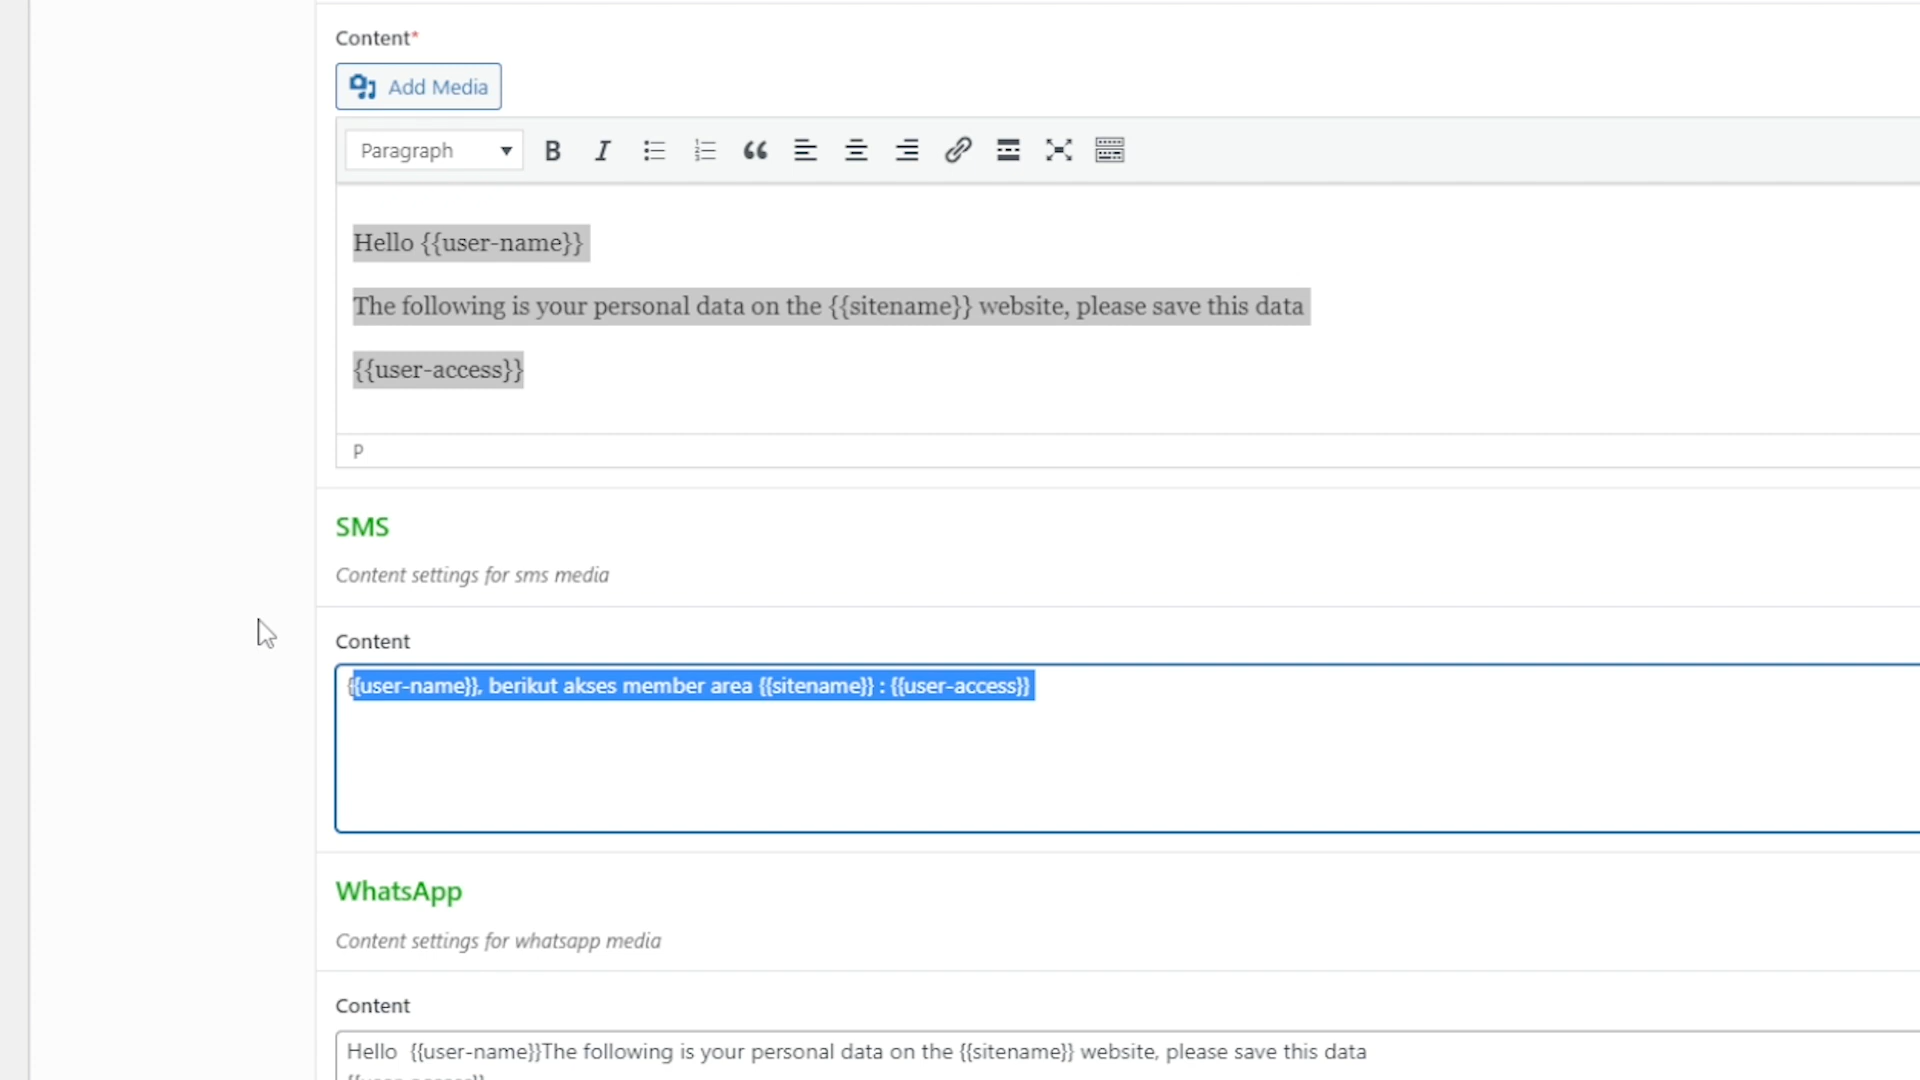 Content*
Add Media
Paragraph
Hello {{user-name}}
The following is your personal data on the {{sitename}} website, please save this data
{{user-access}}
P
SMS
Content settings for sms media
Content
{{user-name}}, berikut akses member area {{sitename}} : {{user-access}}
WhatsApp
Content settings for whatsapp media
Content
Hello {{user-name}}The following is your personal data on the {{sitename}} website, please save this data